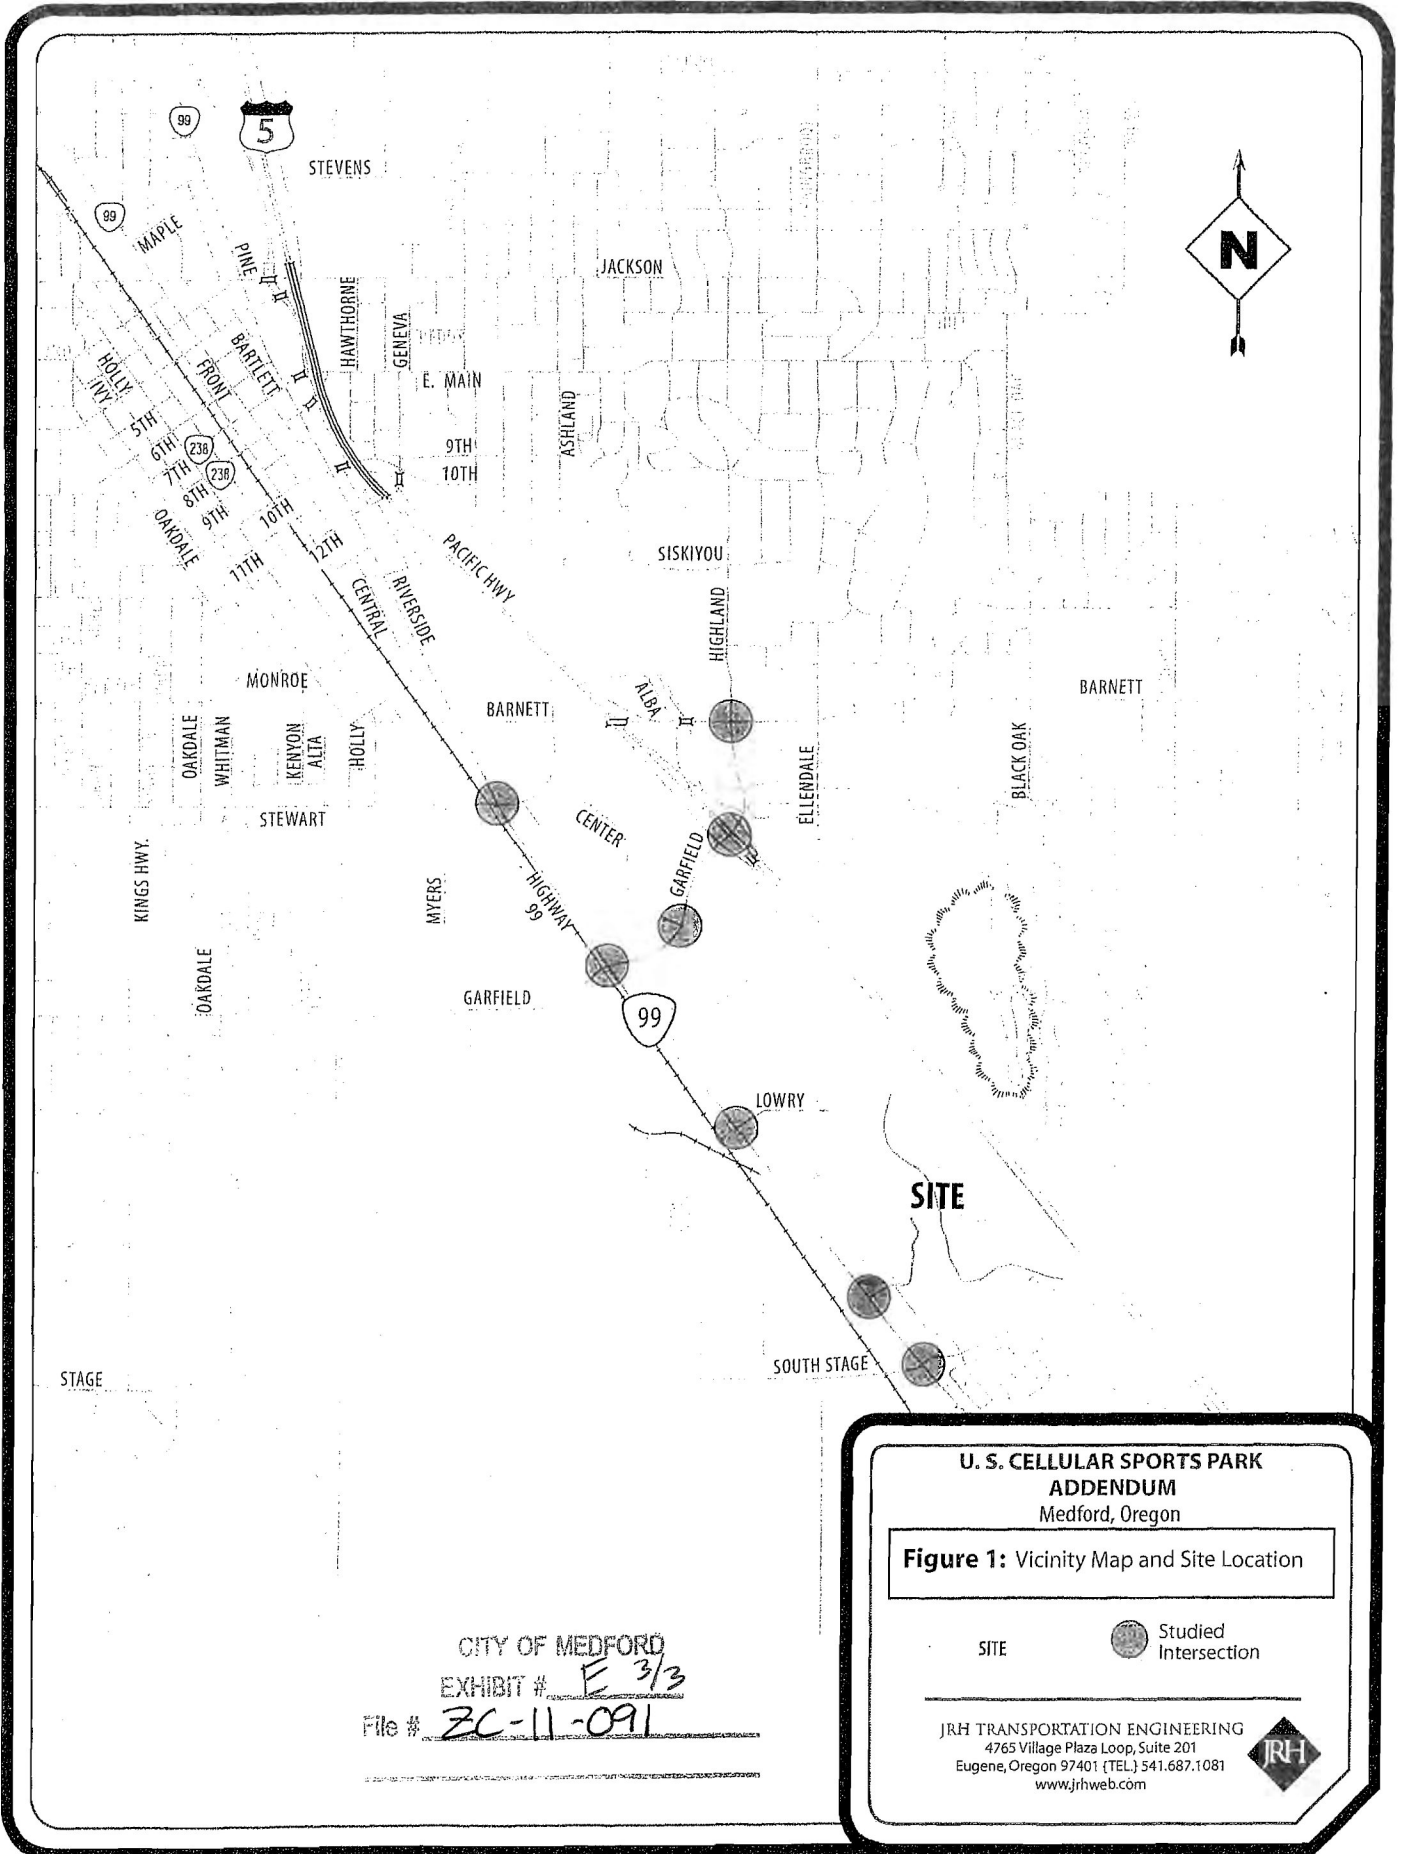 99
5
STEVENS
99
MAPLE
PINE
JACKSON
N
HAWTHORNE
GENEVA
HOLLY
IVY
FRONT
BARTLETT
E. MAIN
ASHLAND
5TH
6TH
238
7TH
238
8TH
9TH
9TH
10TH
OAKDALE
10TH
11TH
12TH
PACIFIC HWY
SISKIYOU
CENTRAL
RIVERSIDE
HIGHLAND
MONROE
ALBA
BARNETT
BARNETT
OAKDALE
WHITMAN
KENYON
ALTA
HOLLY
ELLENDALE
BLACK OAK
STEWART
CENTER
KINGS HWY.
MYERS
HIGHWAY
99
GARFIELD
OAKDALE
GARFIELD
99
LOWRY
SITE
SOUTH STAGE
STAGE
U. S. CELLULAR SPORTS PARK
ADDENDUM
Medford, Oregon
Figure 1: Vicinity Map and Site Location
SITE
Studied
Intersection
JRH TRANSPORTATION ENGINEERING
4765 Village Plaza Loop, Suite 201
Eugene, Oregon 97401 {TEL.} 541.687.1081
www.jrhweb.com
JRH
CITY OF MEDFORD
EXHIBIT # E 3/3
File # ZC-11-091